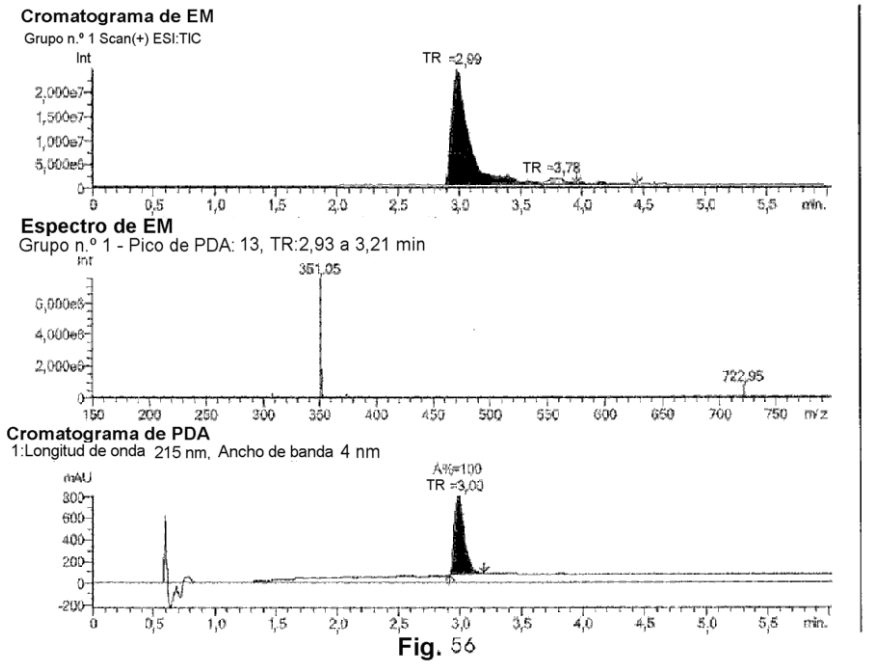 Cromatograma de EM
Grupo n.º 1 Scan(+) ESI:TIC
Int
TR =2,99
2,000e7
1,500e7
1,000e7
5,000e6
0
TR =3,78
0 0,5 1,0 1,5 2,0 2,5 3,0 3,5 4,0 4,5 5,0 5,5 min.
Espectro de EM
Grupo n.º 1 - Pico de PDA: 13, TR:2,93 a 3,21 min
Int
351,05
6,000e6
4,000e6
2,000e6
0
722,95
150 200 250 300 350 400 450 500 550 600 650 700 750 m/z
Cromatograma de PDA
1:Longitud de onda 215 nm, Ancho de banda 4 nm
mAU
A%=100
TR =3,00
800
600
400
200
0
-200
0 0,5 1,0 1,5 2,0 2,5 3,0 3,5 4,0 4,5 5,0 5,5 min.
Fig. 56